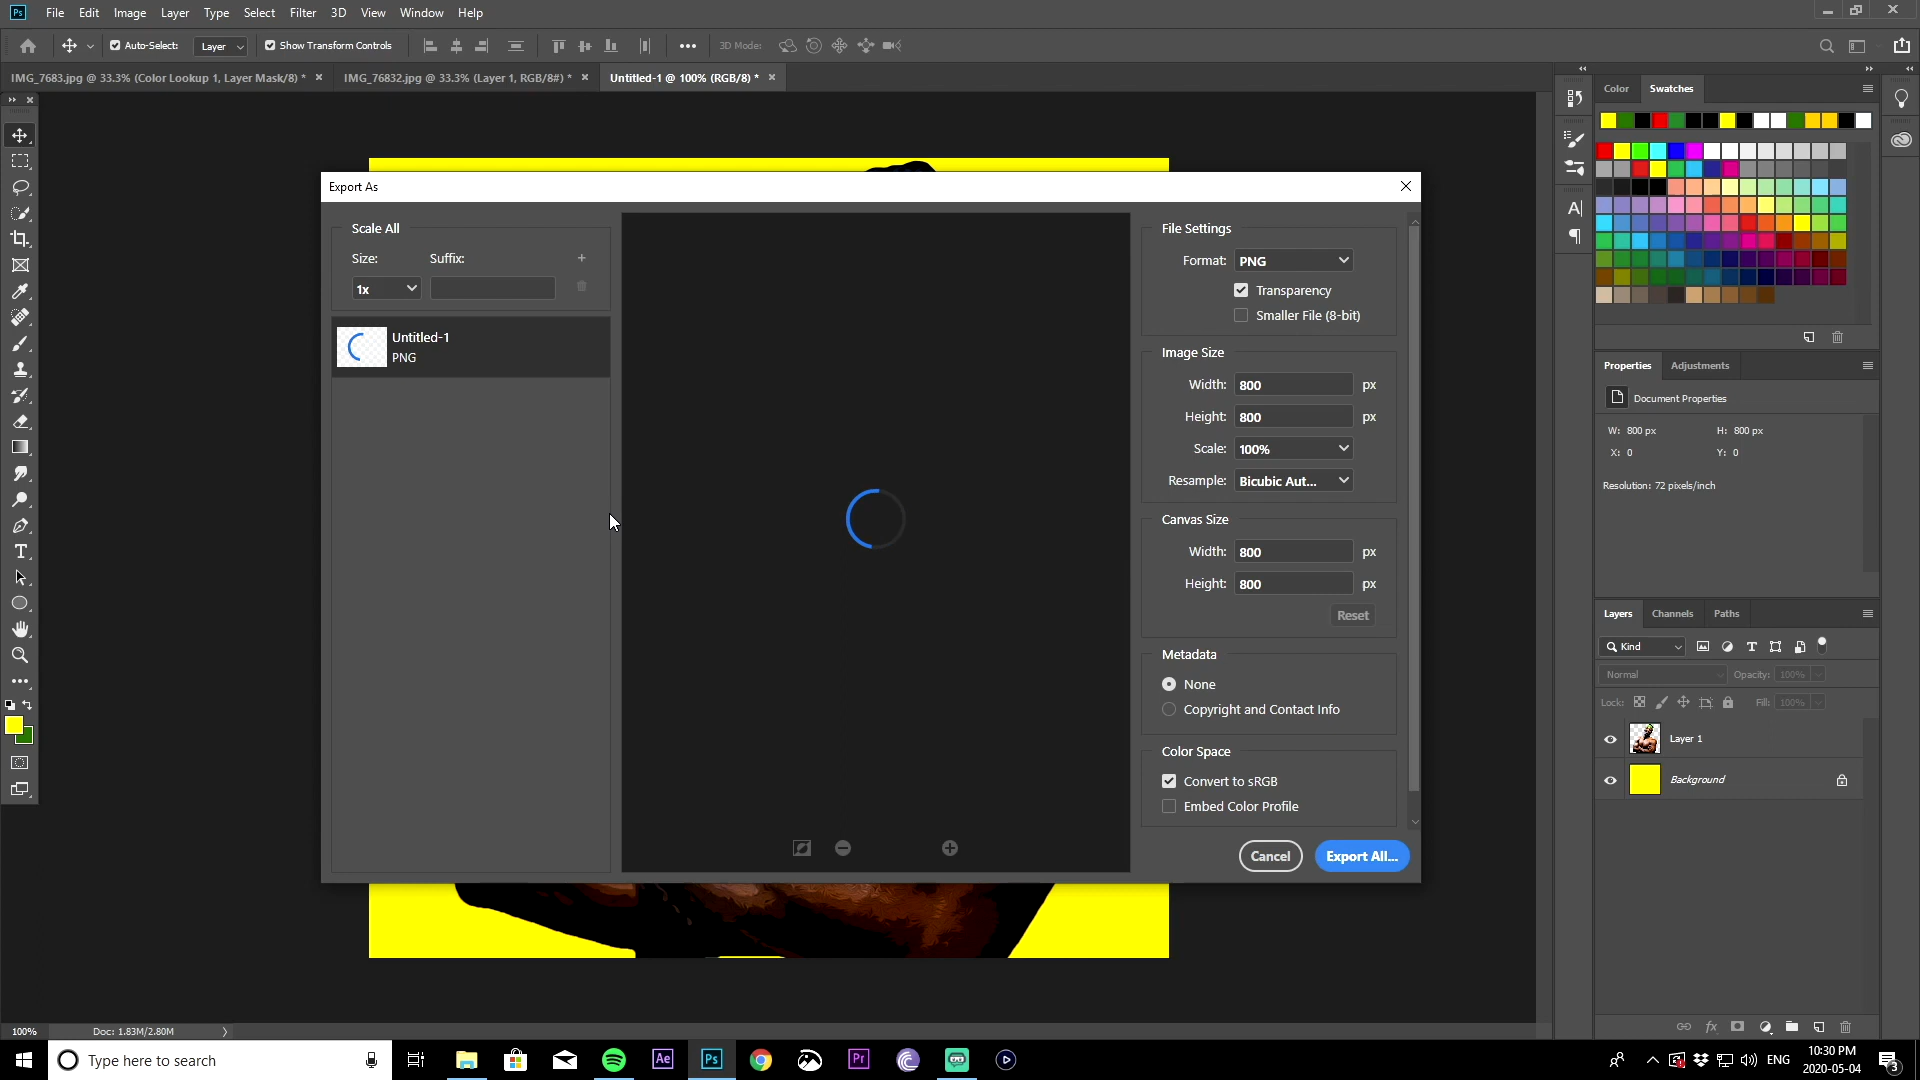 Ps File Edit Image Layer Type Select Filter 3D View Window Help
Auto-Select: Layer Show Transform Controls 3D Mode:
IMG_7683.jpg @ 33.3% (Color Lookup 1, Layer Mask/8) * IMG_76832.jpg @ 33.3% (Layer 1, RGB/8#) * Untitled-1 @ 100% (RGB/8) *
Color Swatches
Export As
Scale All
Size: Suffix:
1x
Untitled-1
PNG
File Settings
Format: PNG
Transparency
Smaller File (8-bit)
Image Size
Width: 800 px
Height: 800 px
Scale: 100%
Resample: Bicubic Aut...
Canvas Size
Width: 800 px
Height: 800 px
Reset
Metadata
None
Copyright and Contact Info
Color Space
Convert to sRGB
Embed Color Profile
Cancel Export All...
Properties Adjustments
Document Properties
W: 800 px H: 800 px
X: 0 Y: 0
Resolution: 72 pixels/inch
Layers Channels Paths
Kind
Normal Opacity: 100%
Lock: Fill: 100%
Layer 1
Background
fx
100% Doc: 1.83M/2.80M
Type here to search
Ae Ps Pr
ENG
10:30 PM
2020-05-04
3